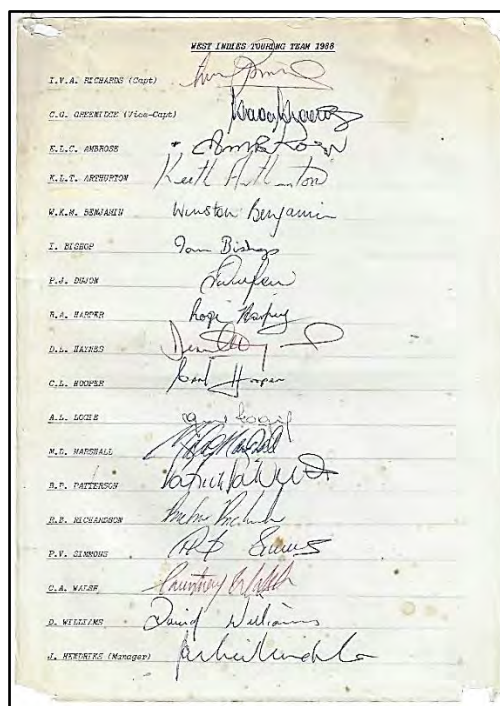 WEST INDIES TOURING TEAM 1988
I.V.A. RICHARDS (Capt)
C.G. GREENIDGE (Vice-Capt)
E.L.C. AMBROSE
K.L.T. ARTHURTON Keith Arthurton
W.K.M. BENJAMIN Winston Benjamin
I. BISHOP Ian Bishop
P.J. DUJON
R.A. HARPER Roger Harper
D.L. HAYNES
C.L. HOOPER Carl Hooper
A.L. LOGIE
M.D. MARSHALL
B.P. PATTERSON
R.B. RICHARDSON
P.V. SIMMONS
C.A. WALSH Courtney Walsh
D. WILLIAMS David Williams
J. HENDRIKS (Manager)